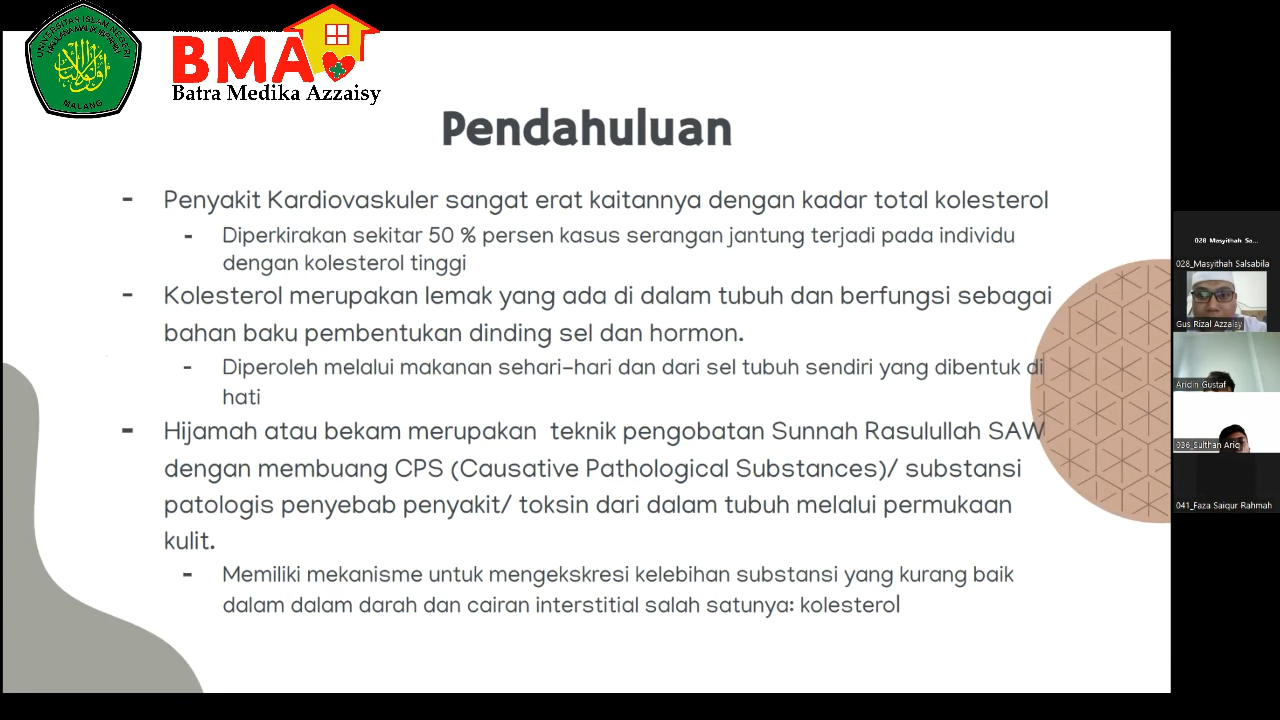 BMA
Batra Medika Azzaisy
MALANG
Pendahuluan
- Penyakit Kardiovaskuler sangat erat kaitannya dengan kadar total kolesterol
- Diperkirakan sekitar 50 % persen kasus serangan jantung terjadi pada individu
dengan kolesterol tinggi
- Kolesterol merupakan lemak yang ada di dalam tubuh dan berfungsi sebagai
bahan baku pembentukan dinding sel dan hormon.
- Diperoleh melalui makanan sehari-hari dan dari sel tubuh sendiri yang dibentuk di
hati
- Hijamah atau bekam merupakan teknik pengobatan Sunnah Rasulullah SAW
dengan membuang CPS (Causative Pathological Substances)/ substansi
patologis penyebab penyakit/ toksin dari dalam tubuh melalui permukaan
kulit.
- Memiliki mekanisme untuk mengekskresi kelebihan substansi yang kurang baik
dalam dalam darah dan cairan interstitial salah satunya: kolesterol
028_Masyithah Sa...
028_Masyithah Salsabila
Gus Rizal Azzaisy
Aridin Gustaf
036_Sulthan Ariq
041_Faza Saiqur Rahmah